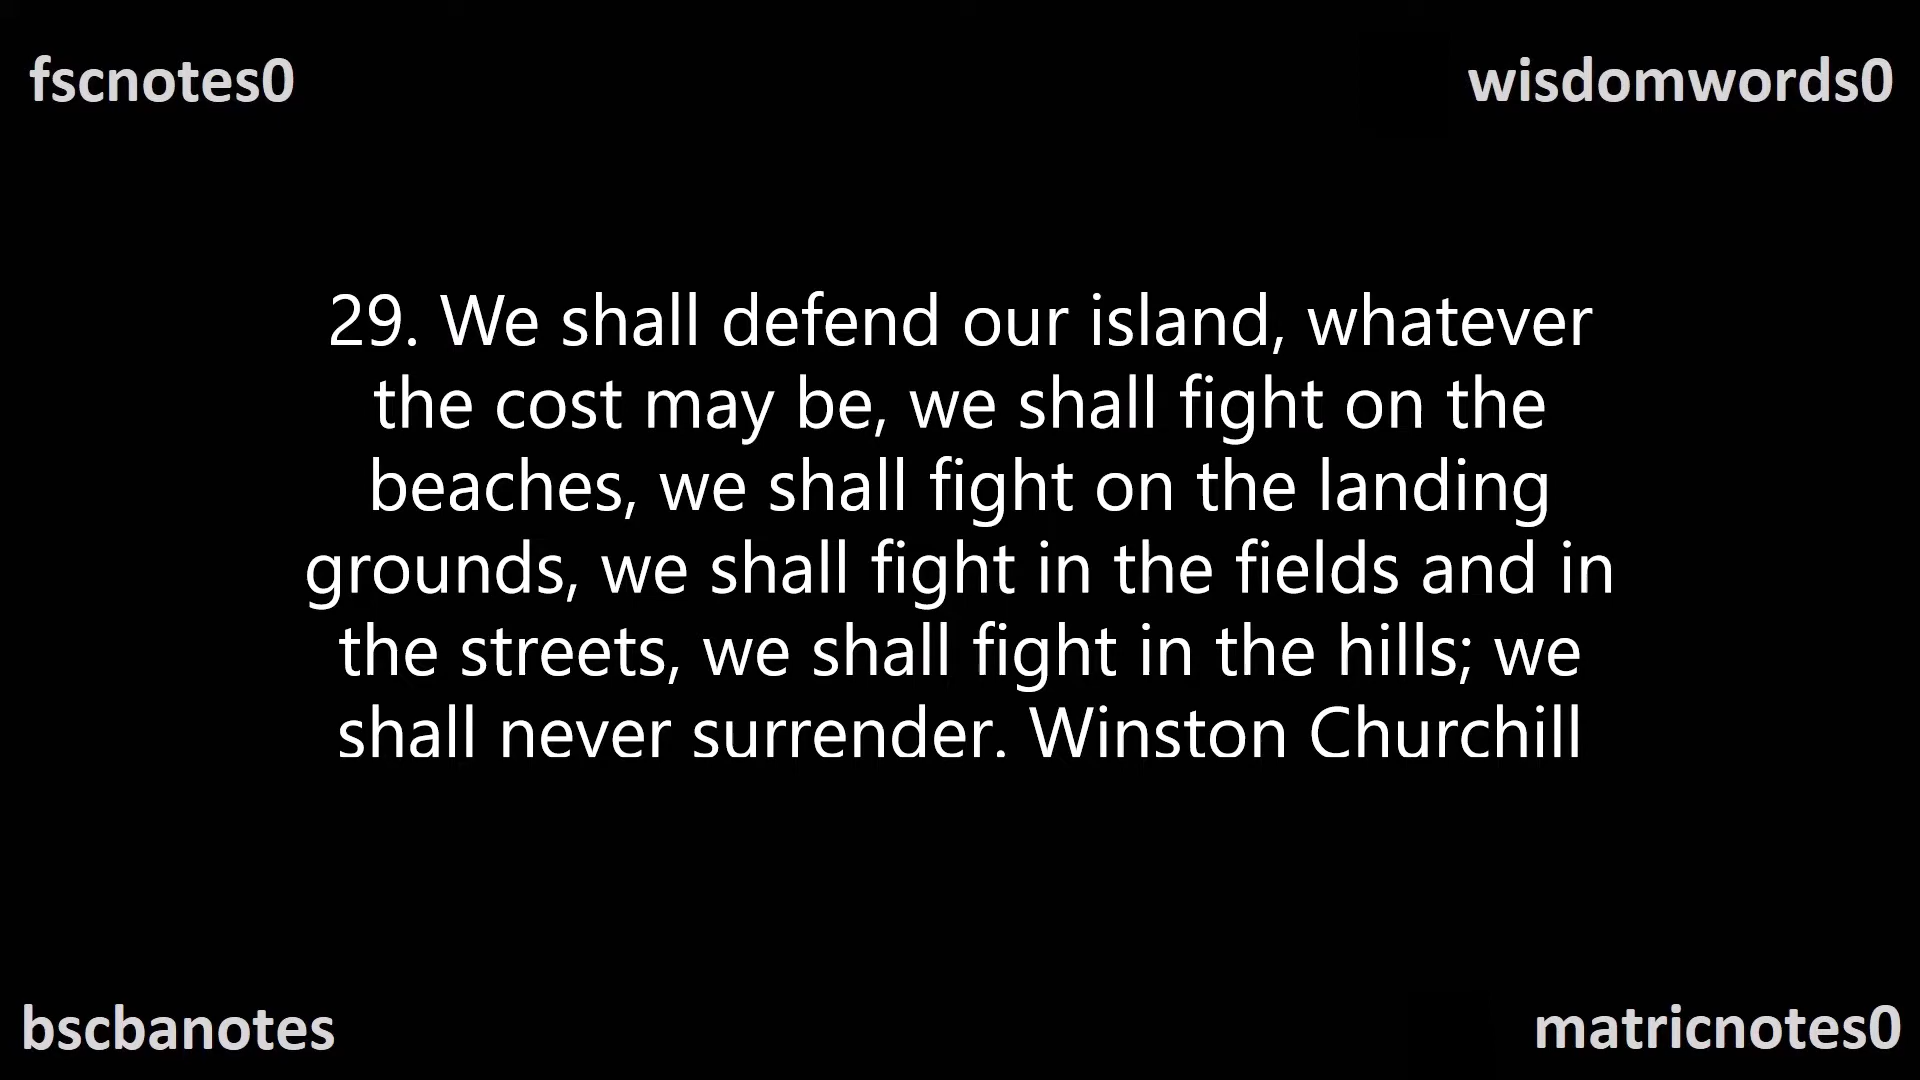 fscnotes0
wisdomwords0
29. We shall defend our island, whatever
the cost may be, we shall fight on the
beaches, we shall fight on the landing
grounds, we shall fight in the fields and in
the streets, we shall fight in the hills; we
shall never surrender. Winston Churchill
bscbanotes
matricnotes0